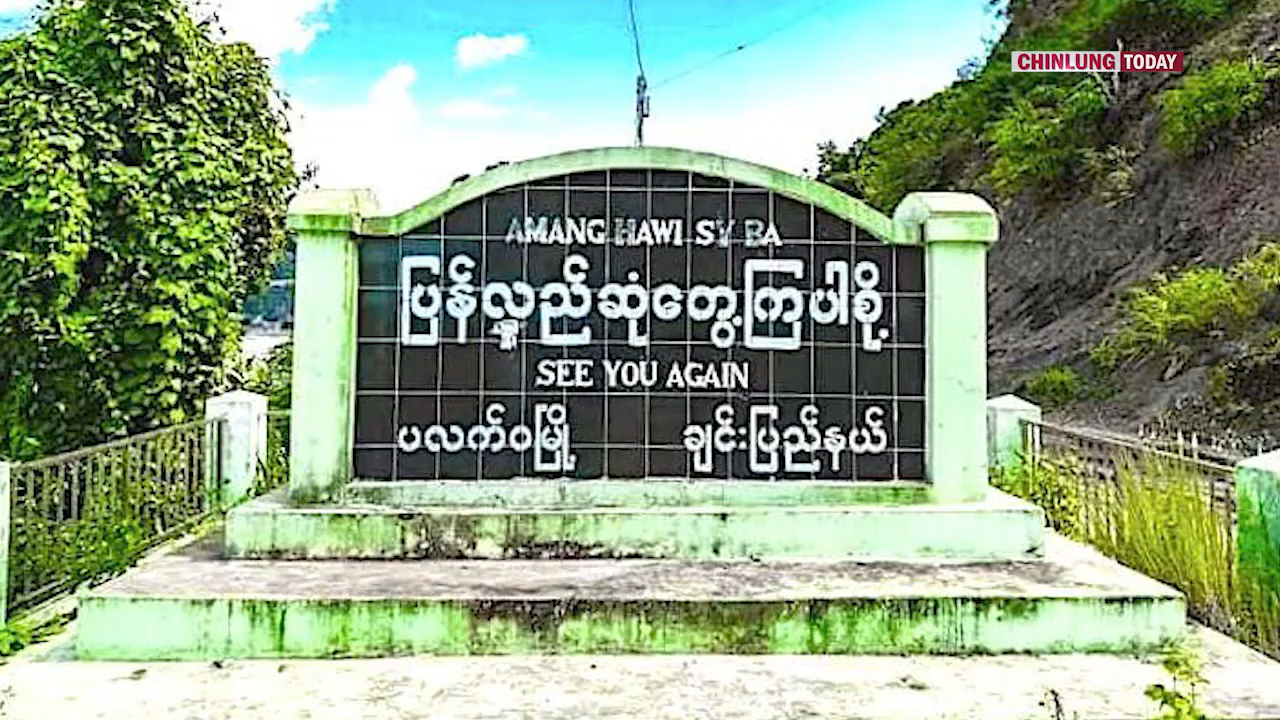 CHINLUNG TODAY
AMANG HAWI SY BA
ပြန်လှည်ဆုံတွေ့ကြပါစို့
SEE YOU AGAIN
ပလက်ဝမြို့ ချင်းပြည်နယ်